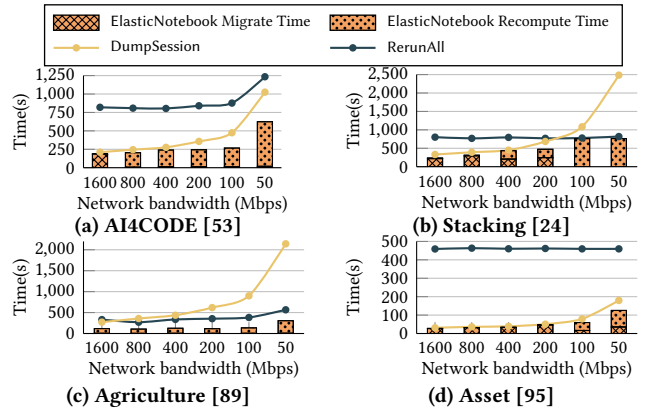 ElasticNotebook Migrate Time ElasticNotebook Recompute Time
DumpSession RerunAll
1,250
1,000
750
500
250
0
Time(s)
1600 800 400 200 100 50
Network bandwidth (Mbps)
(a) AI4CODE [53]
2,500
2,000
1,500
1,000
500
0
Time(s)
1600 800 400 200 100 50
Network bandwidth (Mbps)
(b) Stacking [24]
2,000
1,500
1,000
500
0
Time(s)
1600 800 400 200 100 50
Network bandwidth (Mbps)
(c) Agriculture [89]
500
400
300
200
100
0
Time(s)
1600 800 400 200 100 50
Network bandwidth (Mbps)
(d) Asset [95]